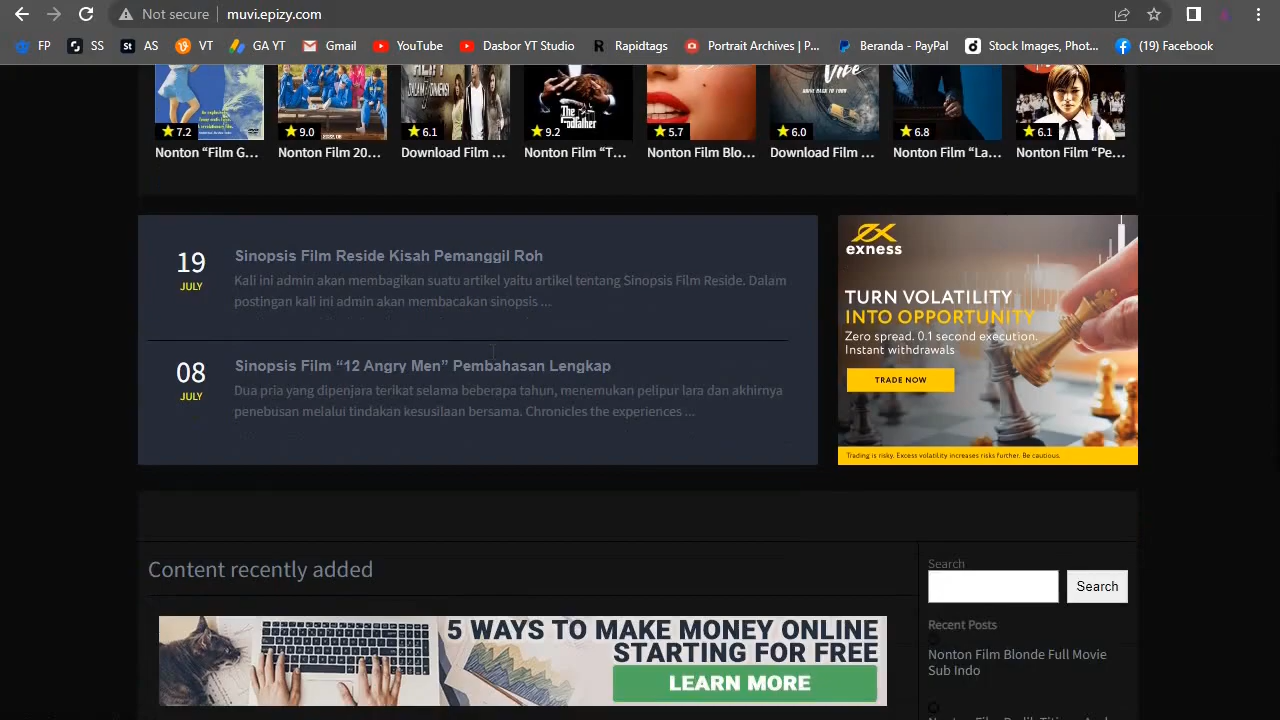 Not secure
muvi.epizy.com
FP
SS
AS
VT
GA YT
Gmail
YouTube
Dasbor YT Studio
Rapidtags
Portrait Archives | P...
Beranda - PayPal
Stock Images, Phot...
(19) Facebook
The
Godfather
Vibe
7.2
9.0
6.1
9.2
5.7
6.0
6.8
6.1
Nonton “Film G...
Nonton Film 20...
Download Film ...
Nonton Film “T...
Nonton Film Blo...
Download Film ...
Nonton Film “La...
Nonton Film “Pe...
19
JULY
Sinopsis Film Reside Kisah Pemanggil Roh
Kali ini admin akan membagikan suatu artikel yaitu artikel tentang Sinopsis Film Reside. Dalam
postingan kali ini admin akan membacakan sinopsis ...
08
JULY
Sinopsis Film “12 Angry Men” Pembahasan Lengkap
Dua pria yang dipenjara terikat selama beberapa tahun, menemukan pelipur lara dan akhirnya
penebusan melalui tindakan kesusilaan bersama. Chronicles the experiences ...
exness
TURN VOLATILITY
INTO OPPORTUNITY
Zero spread. 0.1 second execution.
Instant withdrawals
TRADE NOW
Trading is risky. Excess volatility increases risks further. Be cautious.
Content recently added
5 WAYS TO MAKE MONEY ONLINE
STARTING FOR FREE
LEARN MORE
Search
Search
Recent Posts
Nonton Film Blonde Full Movie
Sub Indo